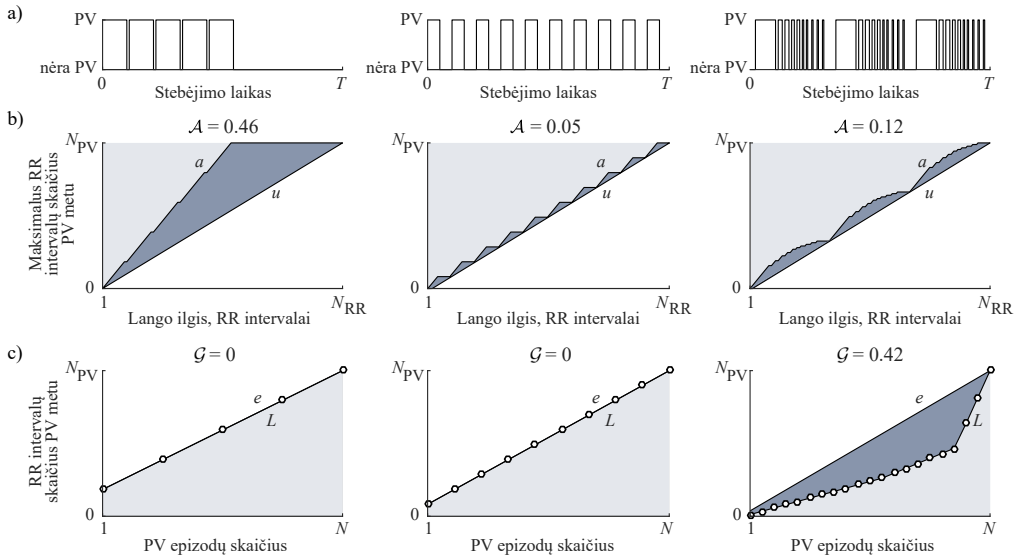 a)
PV
nėra PV
0
T
Stebėjimo laikas
PV
nėra PV
0
T
Stebėjimo laikas
PV
nėra PV
0
T
Stebėjimo laikas
b)
𝒜 = 0.46
Maksimalus RR
intervalų skaičius
PV metu
N_PV
a
u
0
1
N_RR
Lango ilgis, RR intervalai
𝒜 = 0.05
N_PV
a
u
0
1
N_RR
Lango ilgis, RR intervalai
𝒜 = 0.12
N_PV
a
u
0
1
N_RR
Lango ilgis, RR intervalai
c)
𝒢 = 0
RR intervalų
skaičius PV metu
N_PV
e
L
0
1
N
PV epizodų skaičius
𝒢 = 0
N_PV
e
L
0
1
N
PV epizodų skaičius
𝒢 = 0.42
N_PV
e
L
0
1
N
PV epizodų skaičius